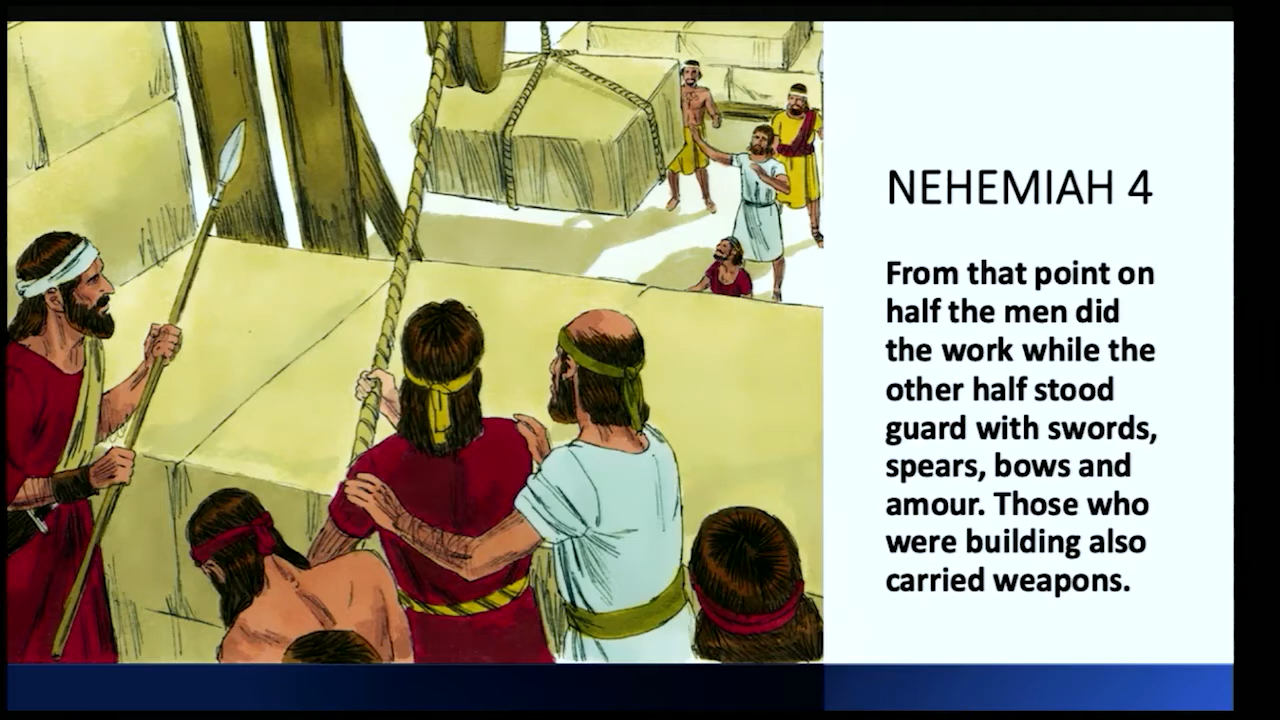 NEHEMIAH 4
From that point on
half the men did
the work while the
other half stood
guard with swords,
spears, bows and
amour. Those who
were building also
carried weapons.